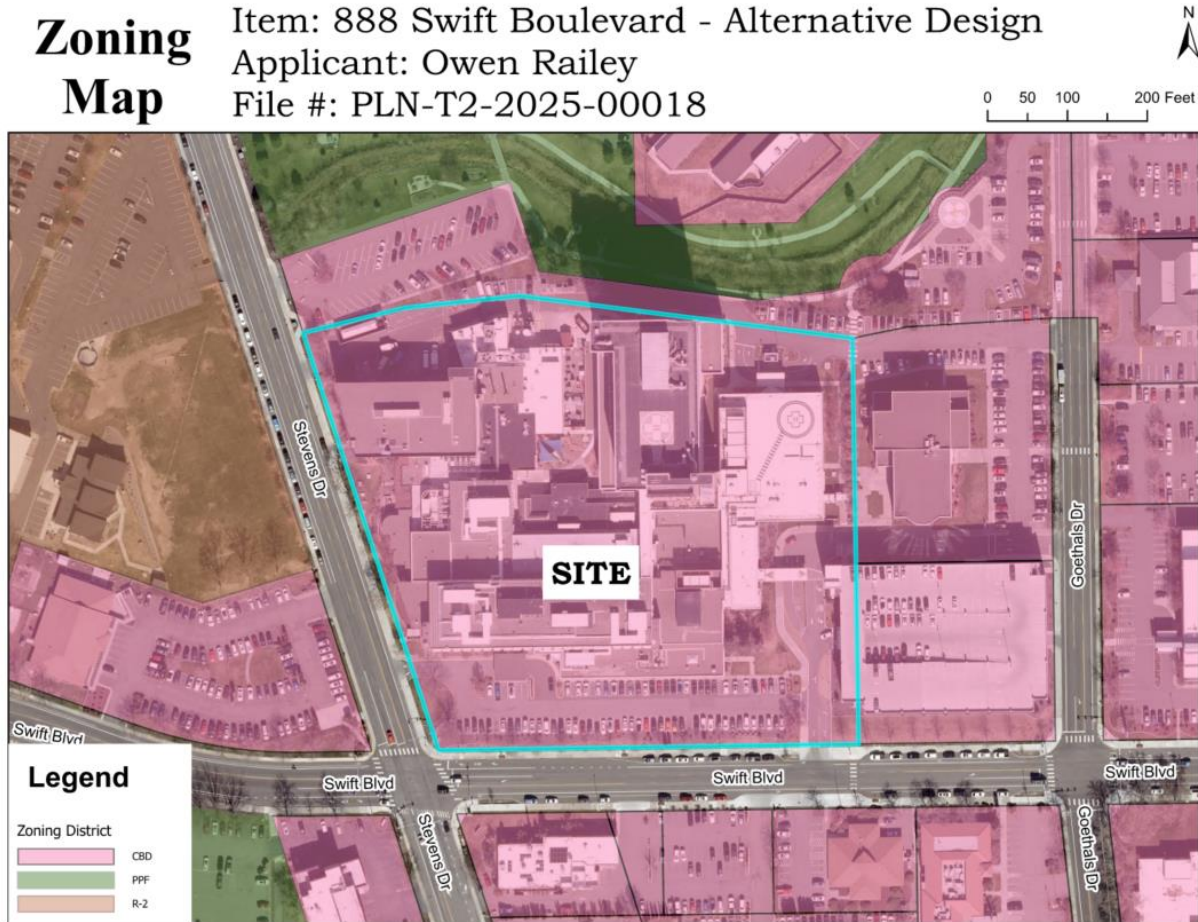 Zoning
Map
Item: 888 Swift Boulevard - Alternative Design
Applicant: Owen Railey
File #: PLN-T2-2025-00018
N
0 50 100 200 Feet
Stevens Dr
SITE
Goethals Dr
Swift Blvd
Swift Blvd
Swift Blvd
Swift Blvd
Stevens Dr
Goethals Dr
Legend
Zoning District
CBD
PPF
R-2